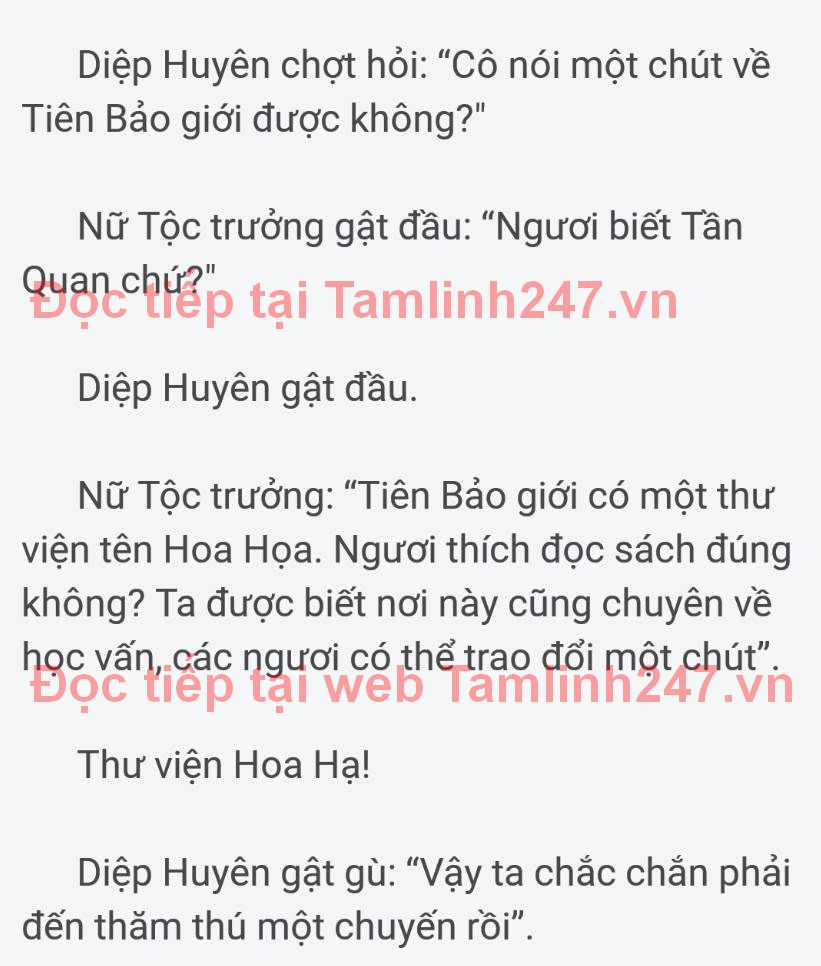 Diệp Huyên chợt hỏi: “Cô nói một chút về
Tiên Bảo giới được không?"
Nữ Tộc trưởng gật đầu: “Ngươi biết Tần
Quan chứ?"
Đọc tiếp tại Tamlinh247.vn
Diệp Huyên gật đầu.
Nữ Tộc trưởng: “Tiên Bảo giới có một thư
viện tên Hoa Họa. Ngươi thích đọc sách đúng
không? Ta được biết nơi này cũng chuyên về
học vấn, các ngươi có thể trao đổi một chút”.
Đọc tiếp tại web Tamlinh247.vn
Thư viện Hoa Hạ!
Diệp Huyên gật gù: “Vậy ta chắc chắn phải
đến thăm thú một chuyến rồi”.